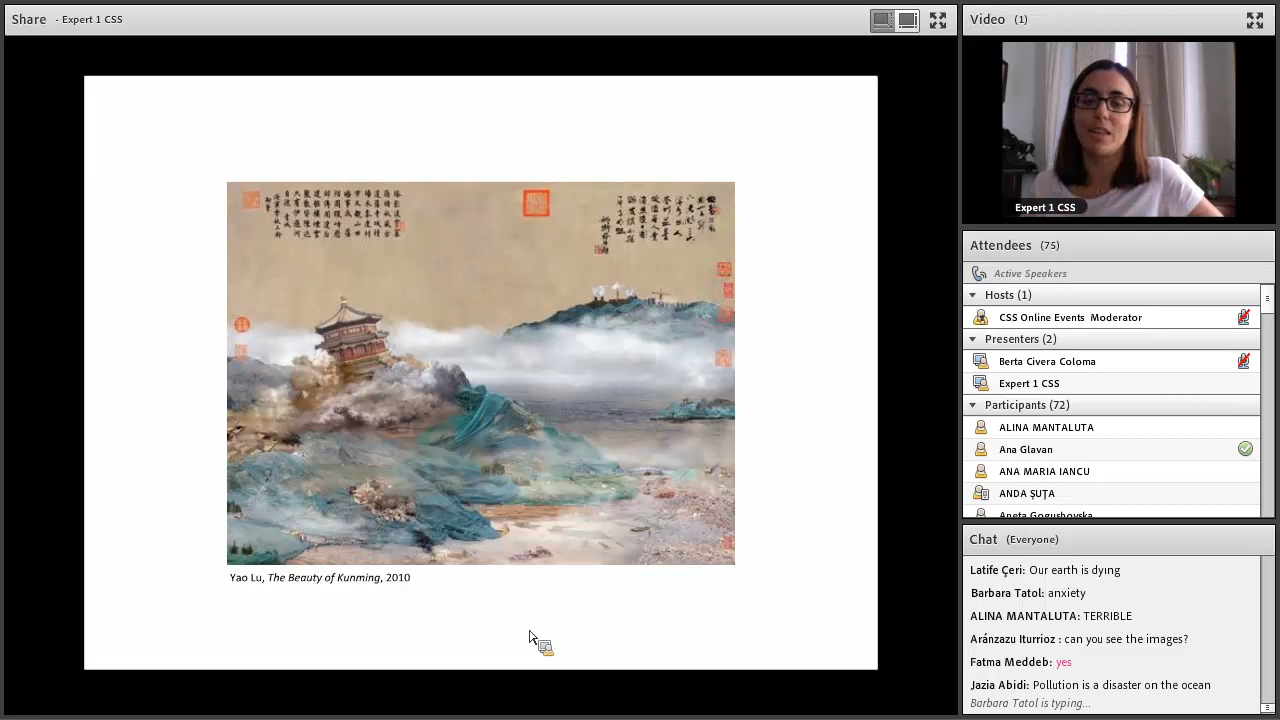 Share - Expert 1 CSS
Yao Lu, The Beauty of Kunming, 2010
Video (1)
Expert 1 CSS
Attendees (75)
Active Speakers
Hosts (1)
CSS Online Events Moderator
Presenters (2)
Berta Civera Coloma
Expert 1 CSS
Participants (72)
ALINA MANTALUTA
Ana Glavan
ANA MARIA IANCU
ANDA ŞUŢA
Chat (Everyone)
Latife Çeri: Our earth is dyıng
Barbara Tatol: anxiety
ALINA MANTALUTA: TERRIBLE
Aránzazu Iturrioz : can you see the images?
Fatma Meddeb: yes
Jazia Abidi: Pollution is a disaster on the ocean
Barbara Tatol is typing...